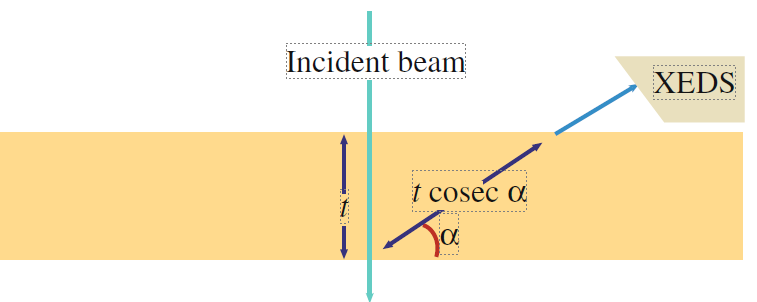 Incident beam
XEDS
t cosec α
t
α